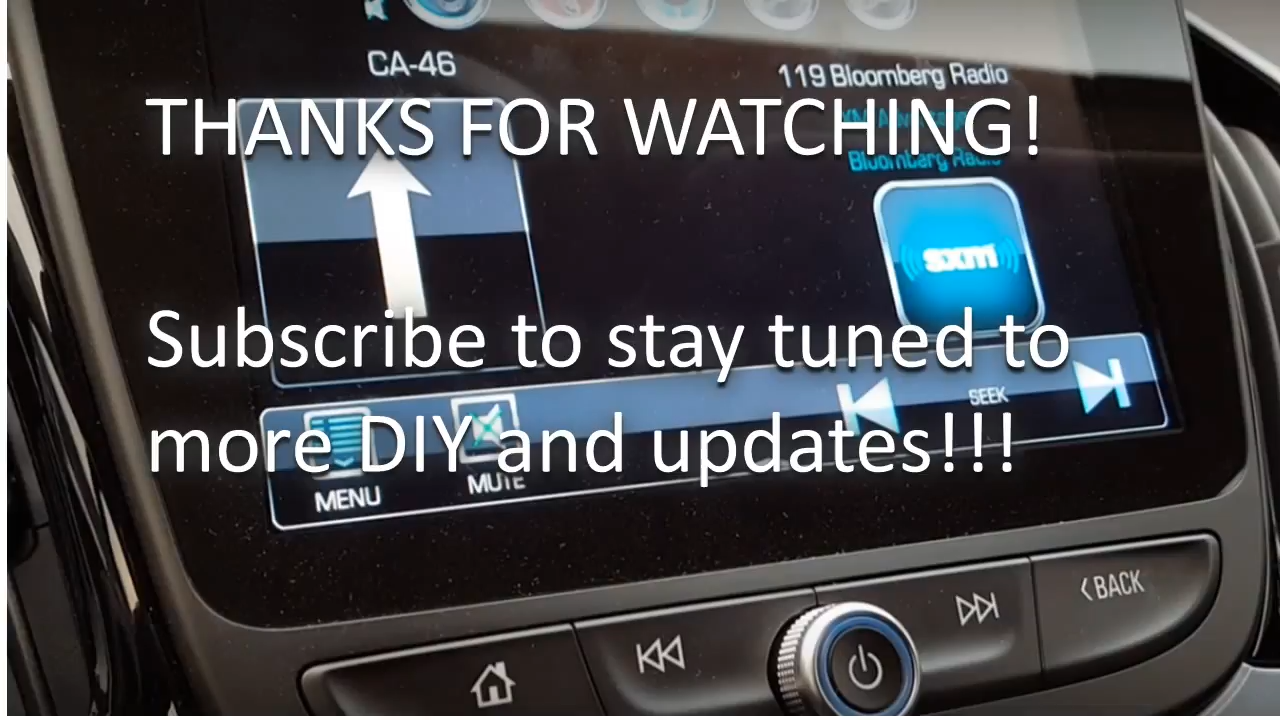 CA-46
119 Bloomberg Radio
THANKS FOR WATCHING!
Bloomberg Radio
sxm
Subscribe to stay tuned to
SEEK
more DIY and updates!!!
MENU
MUTE
BACK